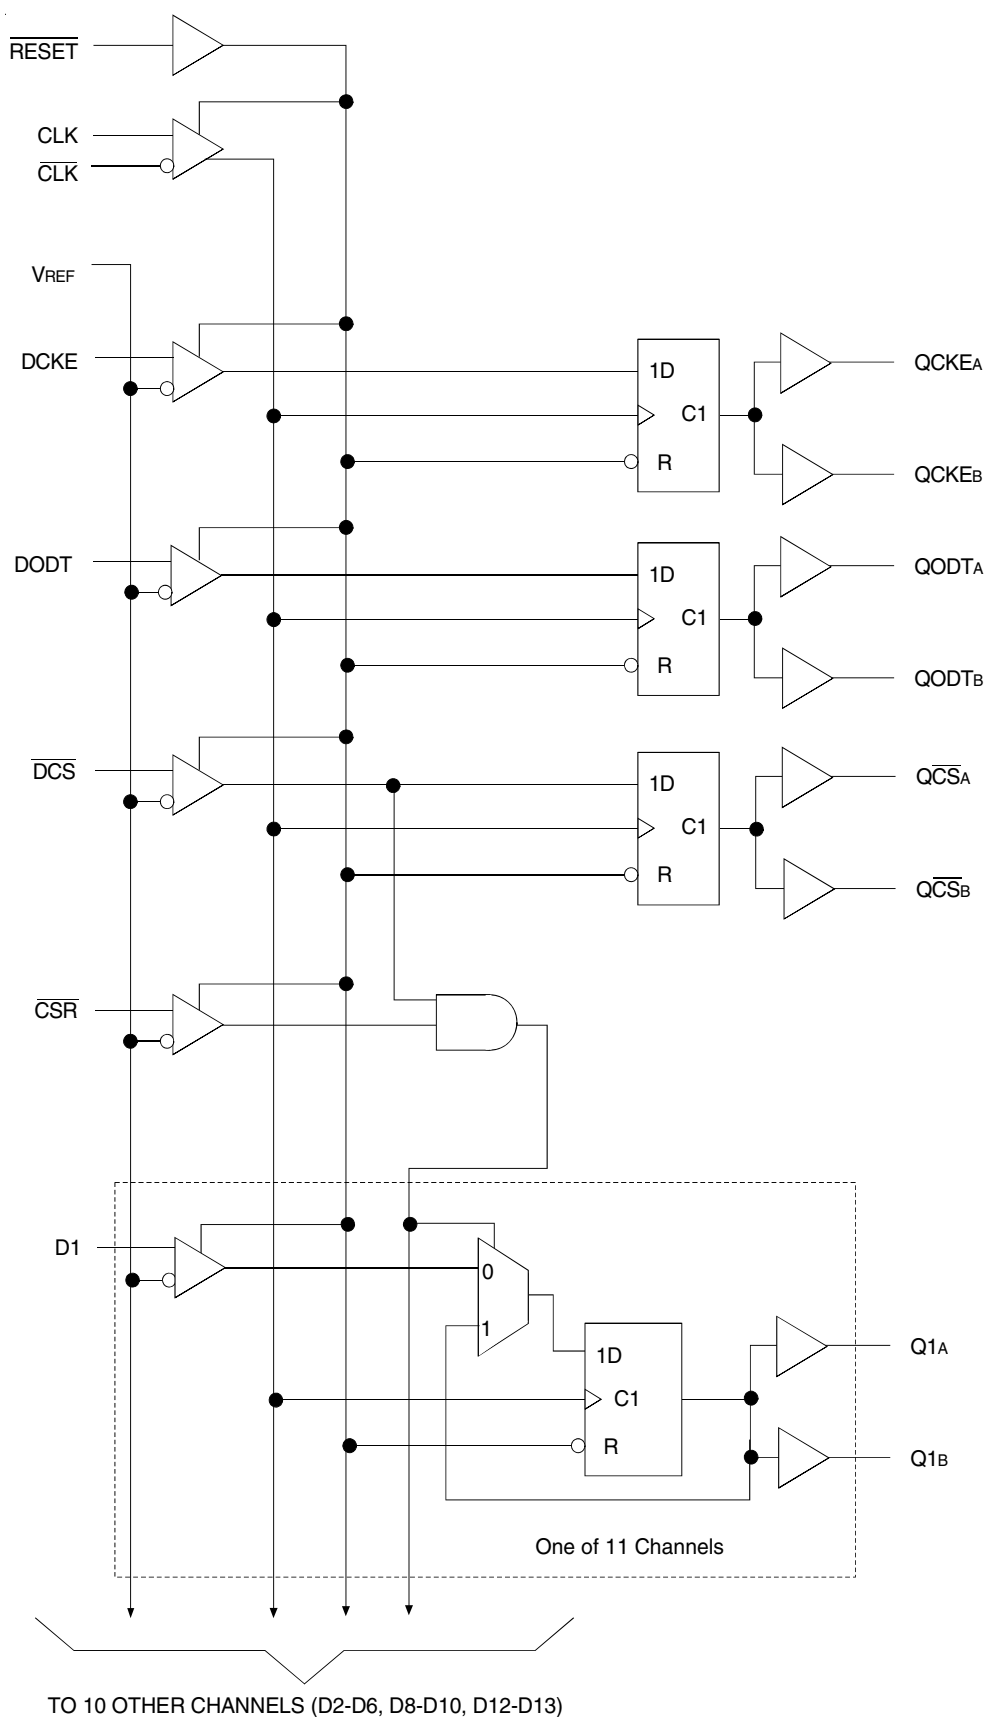 RESET
CLK
CLK
VREF
DCKE
1D
C1
R
QCKEA
QCKEB
DODT
1D
C1
R
QODTA
QODTB
DCS
1D
C1
R
QCSA
QCSB
CSR
D1
0
1
1D
C1
R
Q1A
Q1B
One of 11 Channels
TO 10 OTHER CHANNELS (D2-D6, D8-D10, D12-D13)